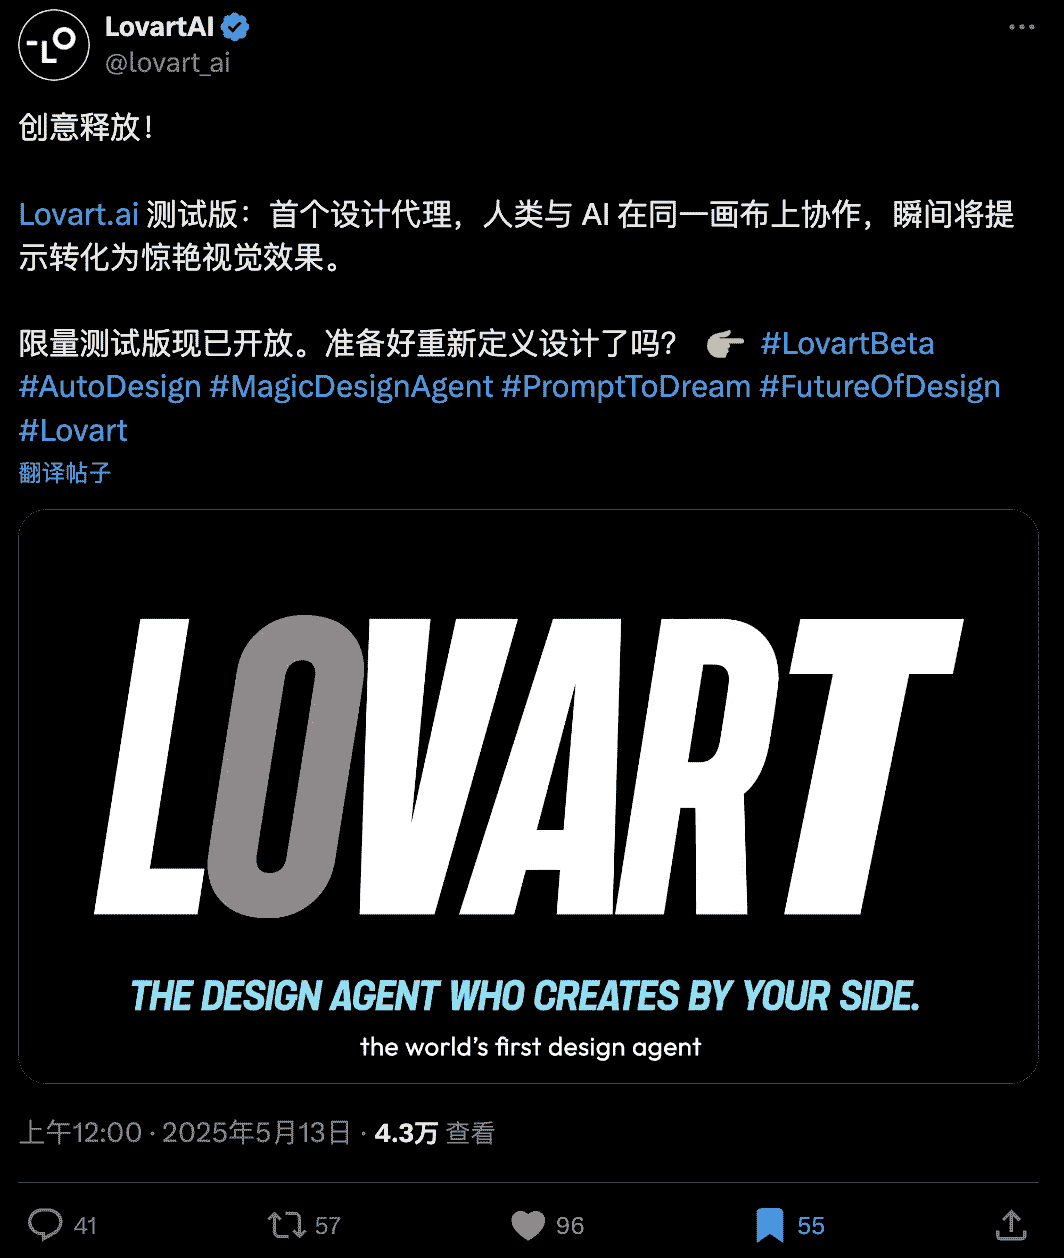 LovartAI
@lovart_ai
创意释放！
Lovart.ai 测试版：首个设计代理，人类与 AI 在同一画布上协作，瞬间将提
示转化为惊艳视觉效果。
限量测试版现已开放。准备好重新定义设计了吗？ 👉 #LovartBeta
#AutoDesign #MagicDesignAgent #PromptToDream #FutureOfDesign
#Lovart
翻译帖子
LOVART
THE DESIGN AGENT WHO CREATES BY YOUR SIDE.
the world's first design agent
上午12:00 · 2025年5月13日 · 4.3万 查看
41 57 96 55